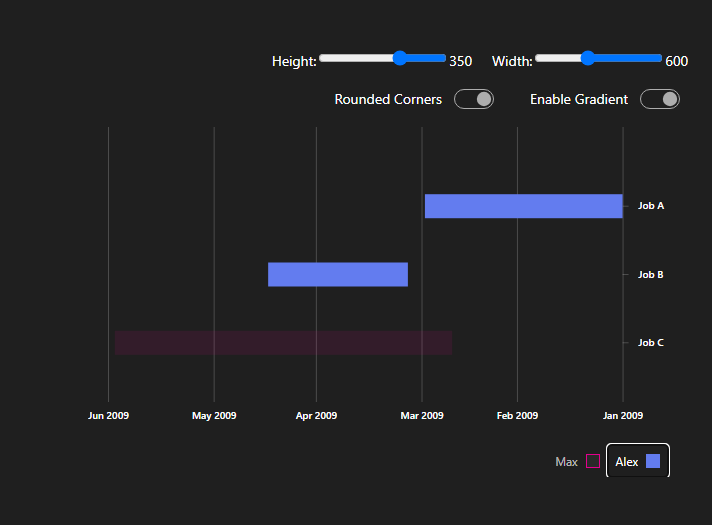 Height: 350 Width: 600
Rounded Corners Enable Gradient
Job A
Job B
Job C
Jun 2009 May 2009 Apr 2009 Mar 2009 Feb 2009 Jan 2009
Max Alex